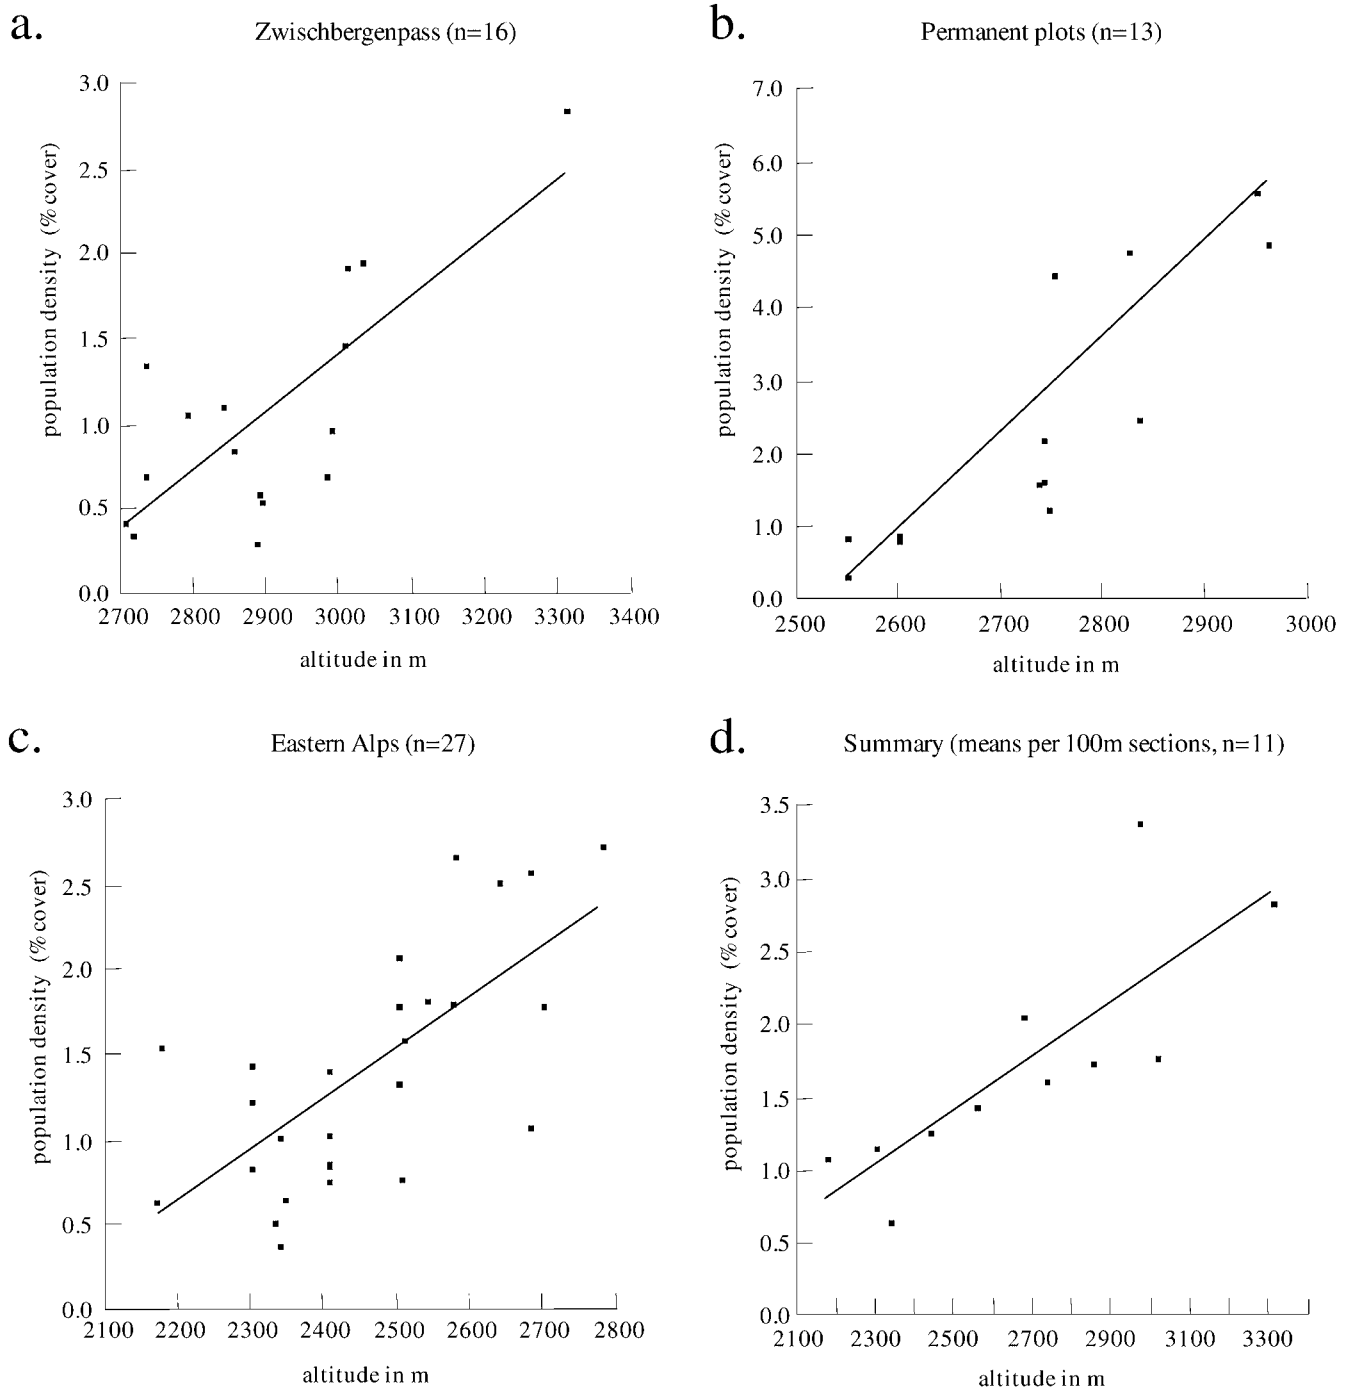 a.
Zwischbergenpass (n=16)
3.0
2.5
2.0
1.5
1.0
0.5
0.0
population density (% cover)
2700 2800 2900 3000 3100 3200 3300 3400
altitude in m
b.
Permanent plots (n=13)
7.0
6.0
5.0
4.0
3.0
2.0
1.0
0.0
population density (% cover)
2500 2600 2700 2800 2900 3000
altitude in m
c.
Eastern Alps (n=27)
3.0
2.5
2.0
1.5
1.0
0.5
0.0
population density (% cover)
2100 2200 2300 2400 2500 2600 2700 2800
altitude in m
d.
Summary (means per 100m sections, n=11)
3.5
3.0
2.5
2.0
1.5
1.0
0.5
0.0
population density (% cover)
2100 2300 2500 2700 2900 3100 3300
altitude in m